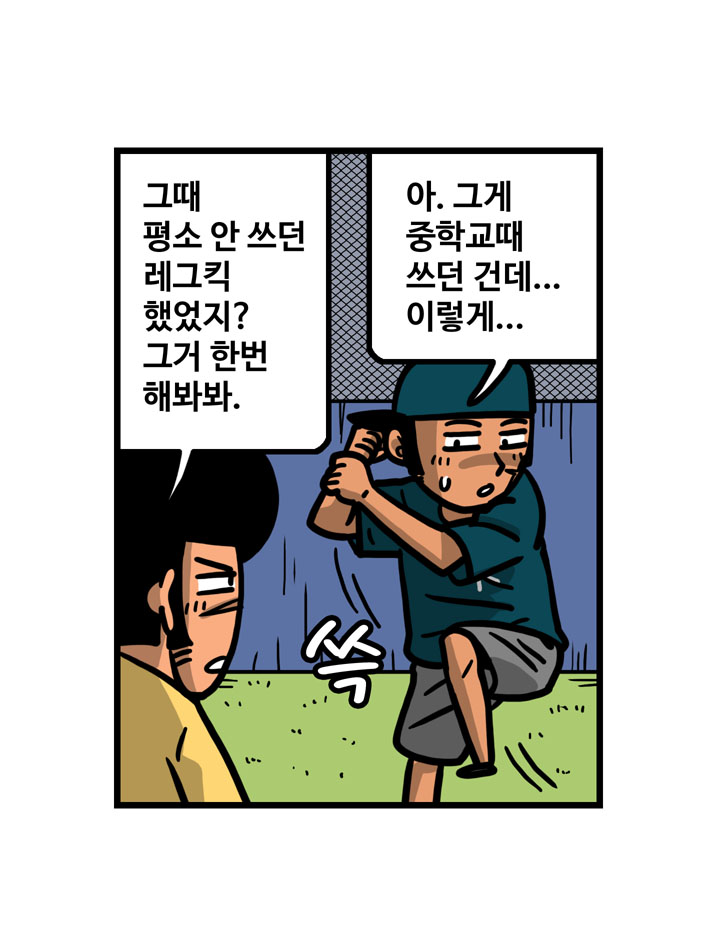 그때
평소 안 쓰던
레그킥
했었지?
그거 한번
해봐봐.
아. 그게
중학교때
쓰던 건데...
이렇게...
쓱